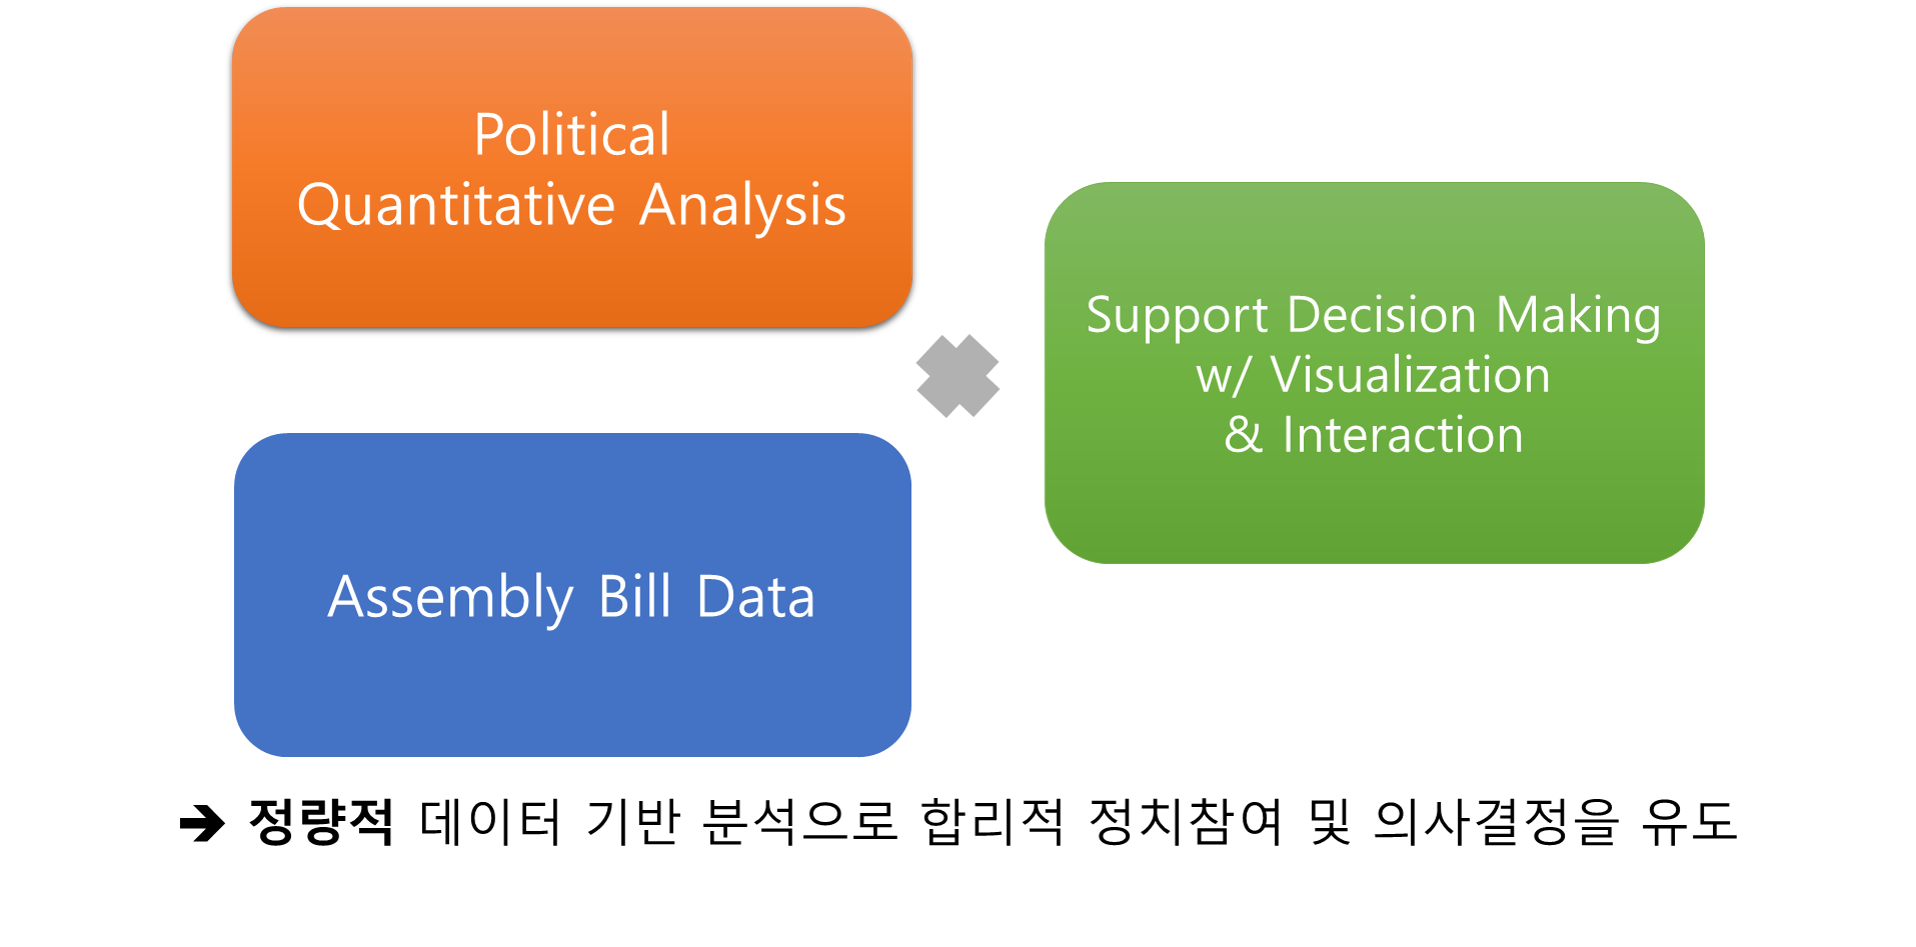 Political
Quantitative Analysis
Support Decision Making
w/ Visualization
& Interaction
Assembly Bill Data
➔ 정량적 데이터 기반 분석으로 합리적 정치참여 및 의사결정을 유도